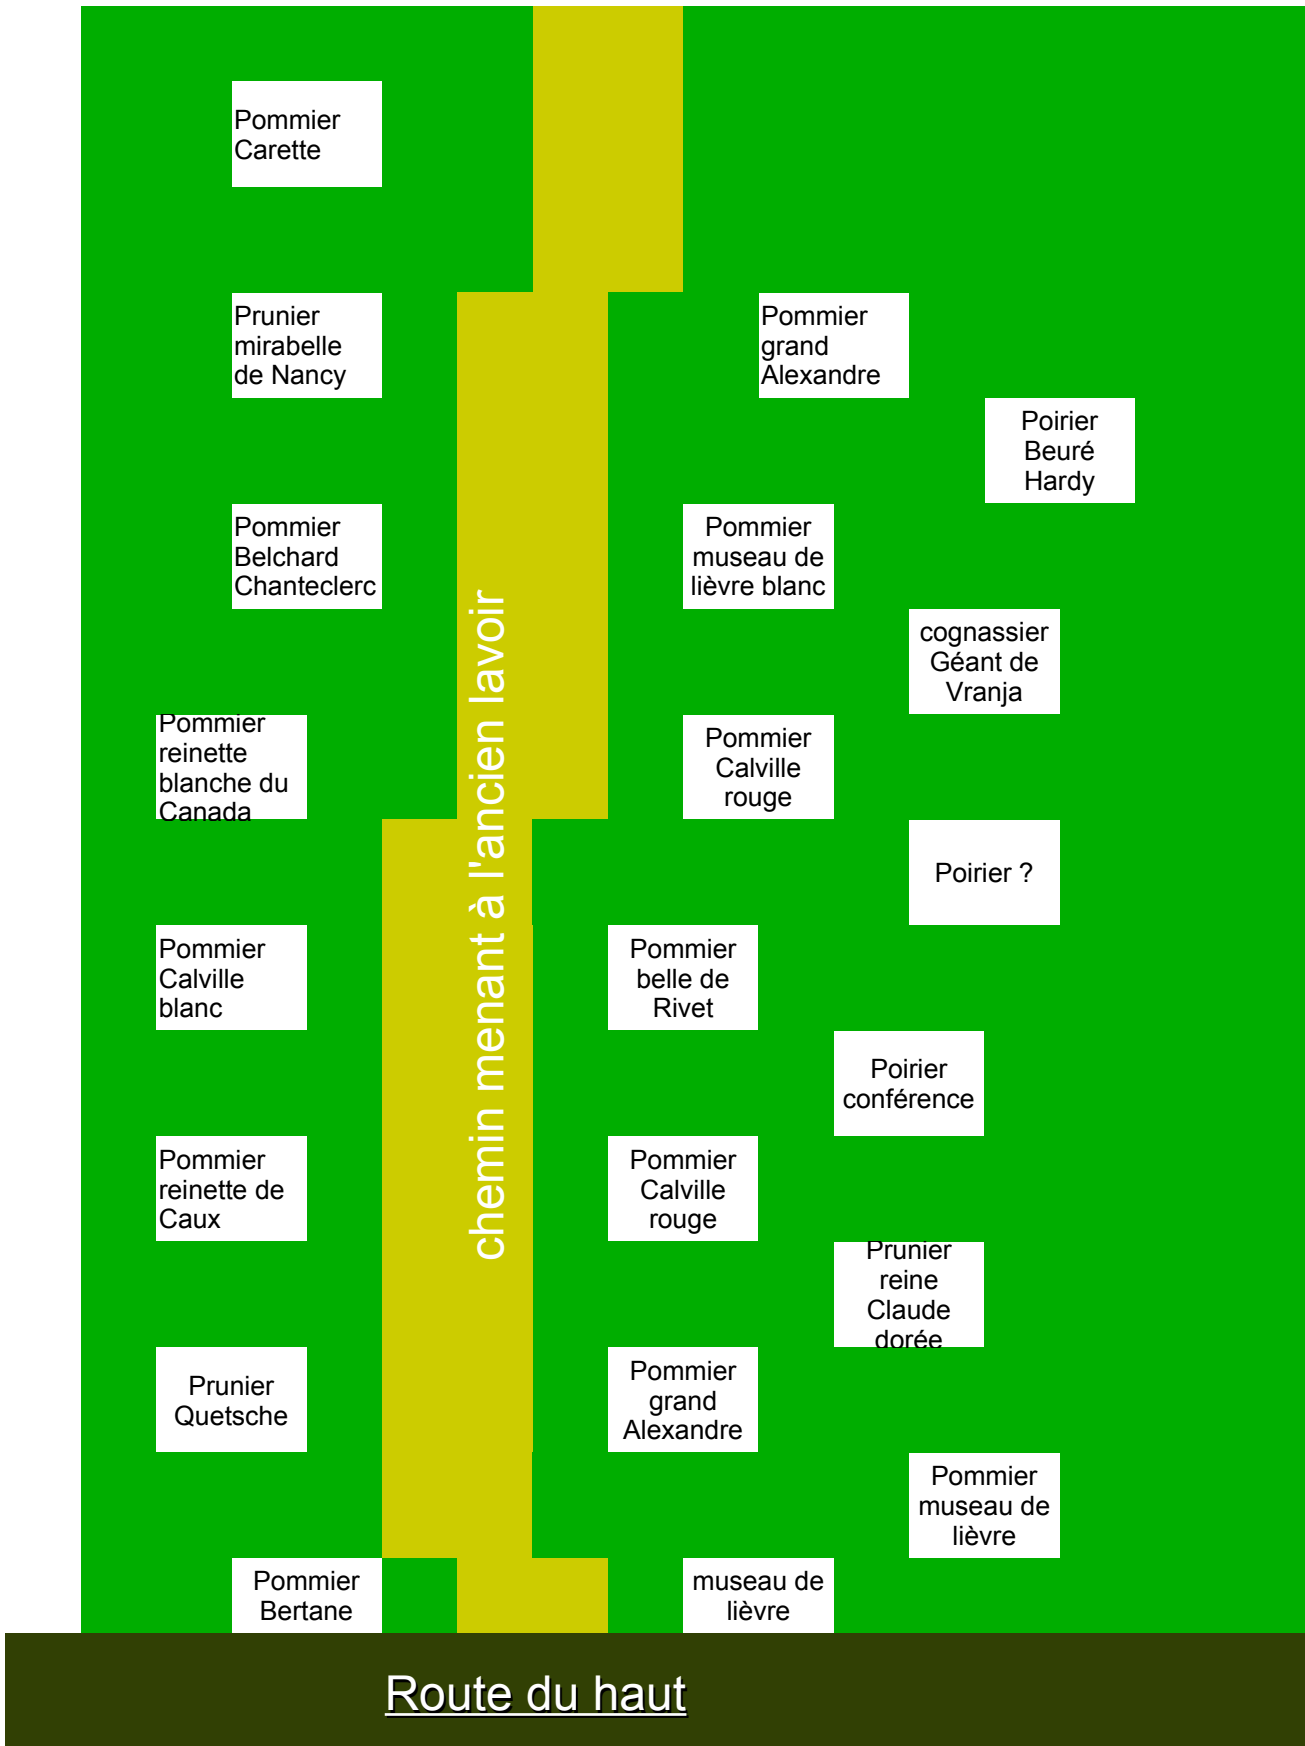 Pommier
Carette
Prunier
mirabelle
de Nancy
Pommier
grand
Alexandre
Poirier
Beuré
Hardy
Pommier
Belchard
Chanteclerc
Pommier
museau de
lièvre blanc
cognassier
Géant de
Vranja
Pommier
reinette
blanche du
Canada
Pommier
Calville
rouge
chemin menant à l'ancien lavoir
Poirier ?
Pommier
Calville
blanc
Pommier
belle de
Rivet
Poirier
conférence
Pommier
reinette de
Caux
Pommier
Calville
rouge
Prunier
reine
Claude
dorée
Prunier
Quetsche
Pommier
grand
Alexandre
Pommier
museau de
lièvre
Pommier
Bertane
museau de
lièvre
Route du haut